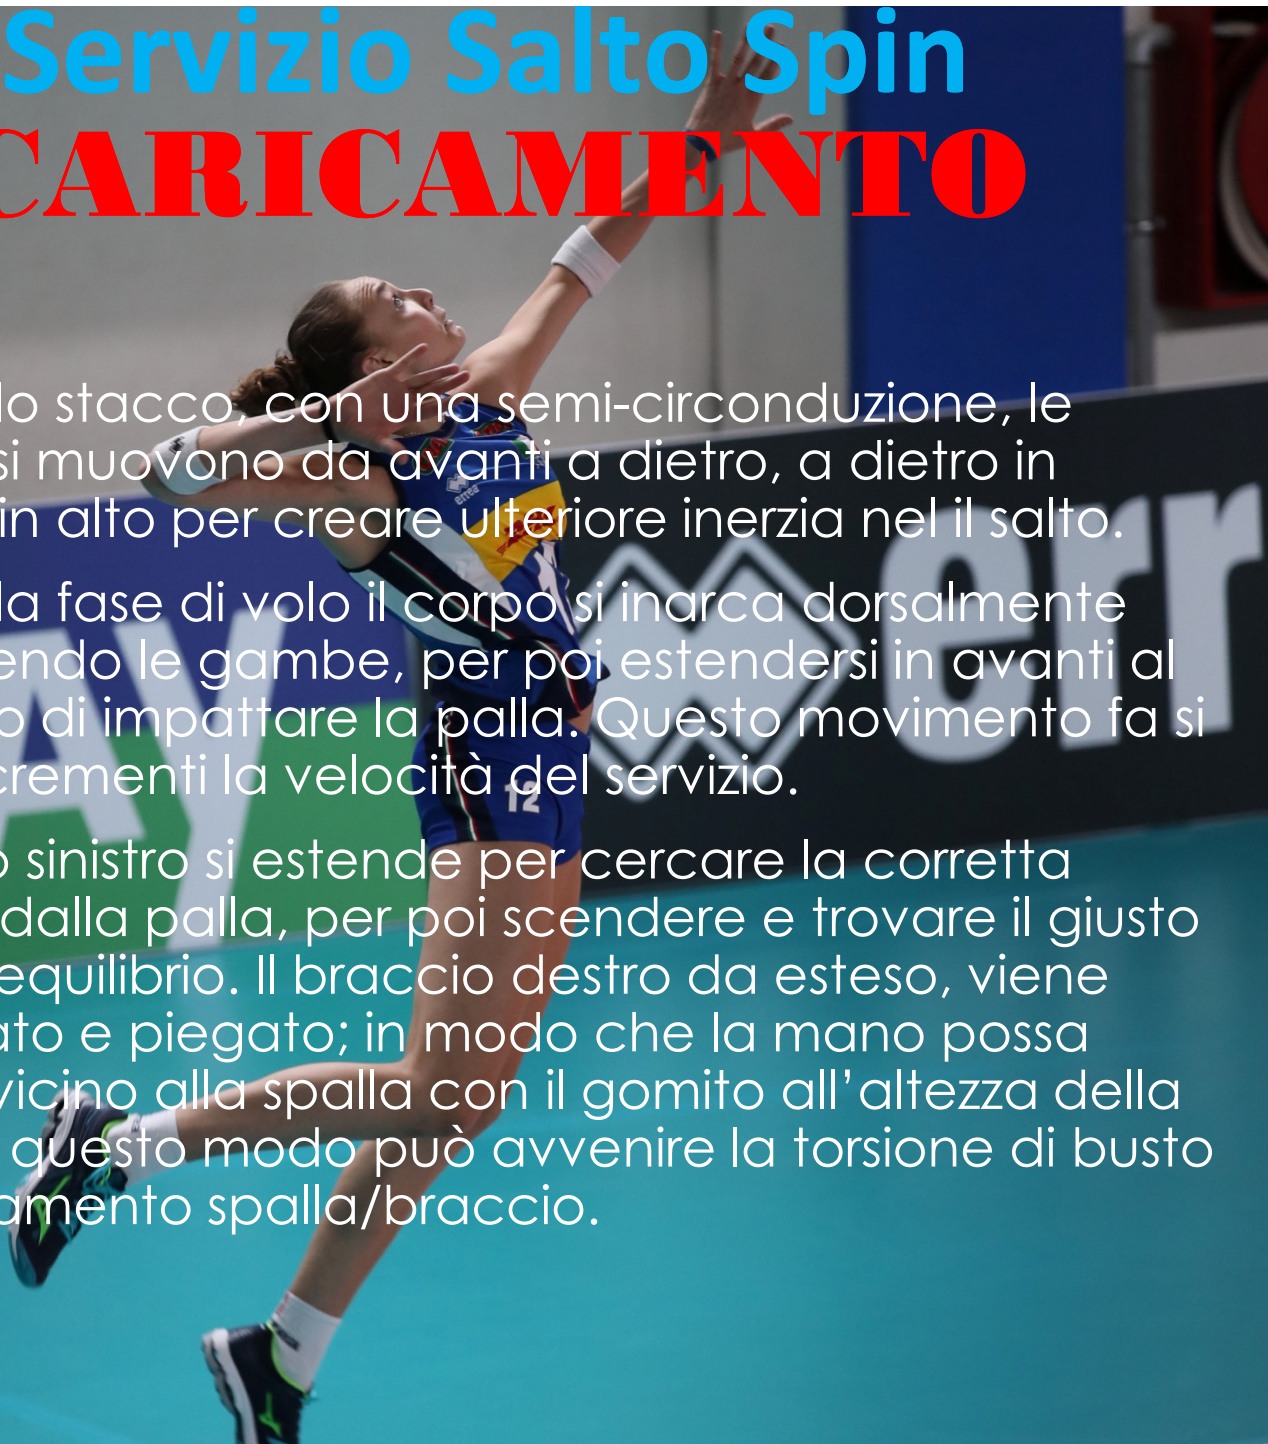 Servizio Salto Spin
CARICAMENTO
lo stacco, con una semi-circonduzione, le
si muovono da avanti a dietro, a dietro in
in alto per creare ulteriore inerzia nel il salto.
la fase di volo il corpo si inarca dorsalmente
endo le gambe, per poi estendersi in avanti al
o di impattare la palla. Questo movimento fa si
crementi la velocità del servizio.
o sinistro si estende per cercare la corretta
dalla palla, per poi scendere e trovare il giusto
equilibrio. Il braccio destro da esteso, viene
ato e piegato; in modo che la mano possa
vicino alla spalla con il gomito all'altezza della
questo modo può avvenire la torsione di busto
amento spalla/braccio.
errea
err
AY
12